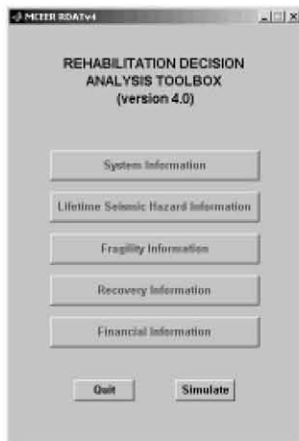 MCEER RDATv4
REHABILITATION DECISION
ANALYSIS TOOLBOX
(version 4.0)
System Information
Lifetime Seismic Hazard Information
Fragility Information
Recovery Information
Financial Information
Quit
Simulate